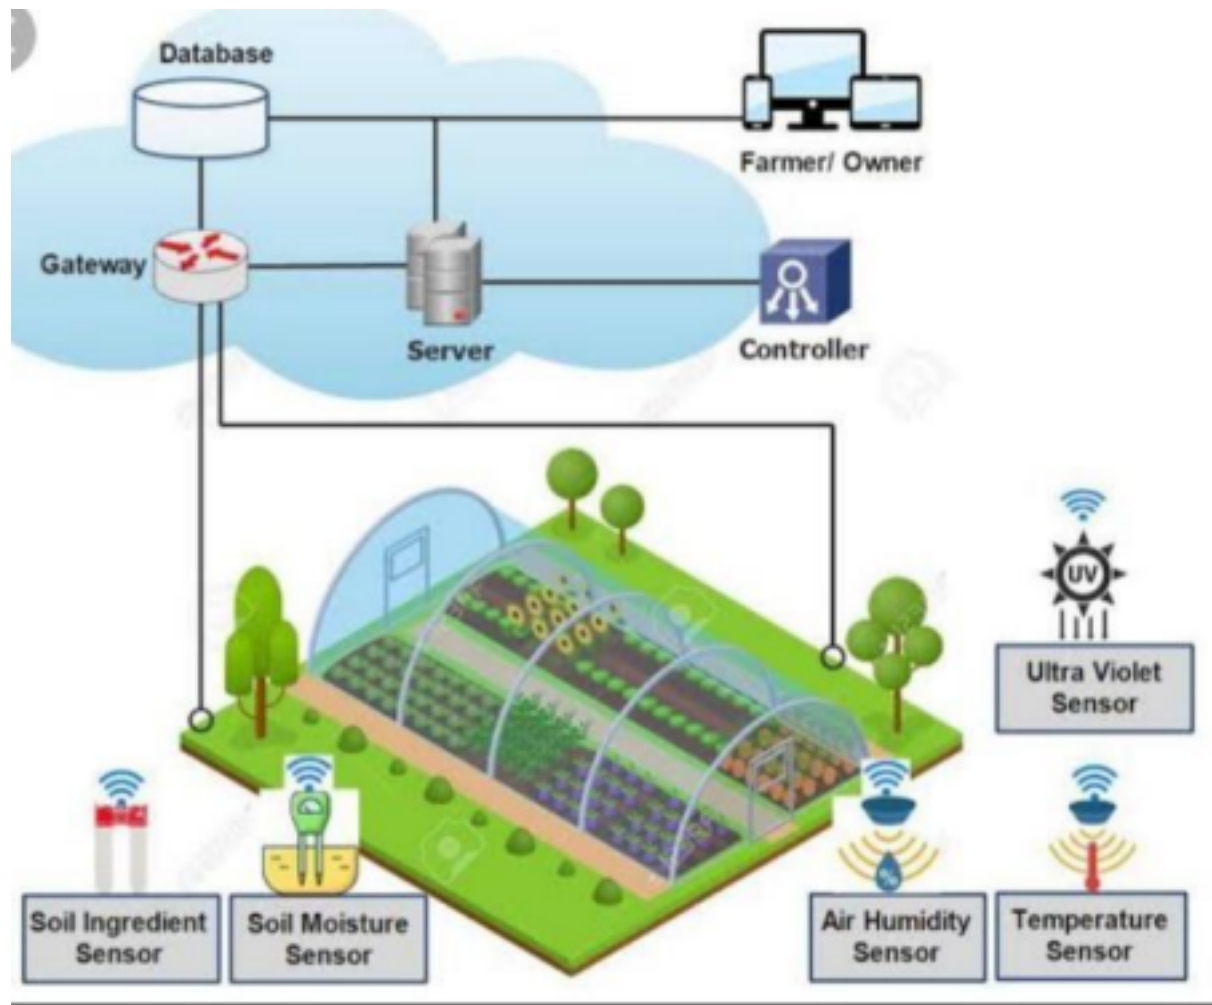 Database
Farmer/ Owner
Gateway
Server
Controller
UV
Ultra Violet
Sensor
Soil Ingredient
Sensor
Soil Moisture
Sensor
%
Air Humidity
Sensor
Temperature
Sensor